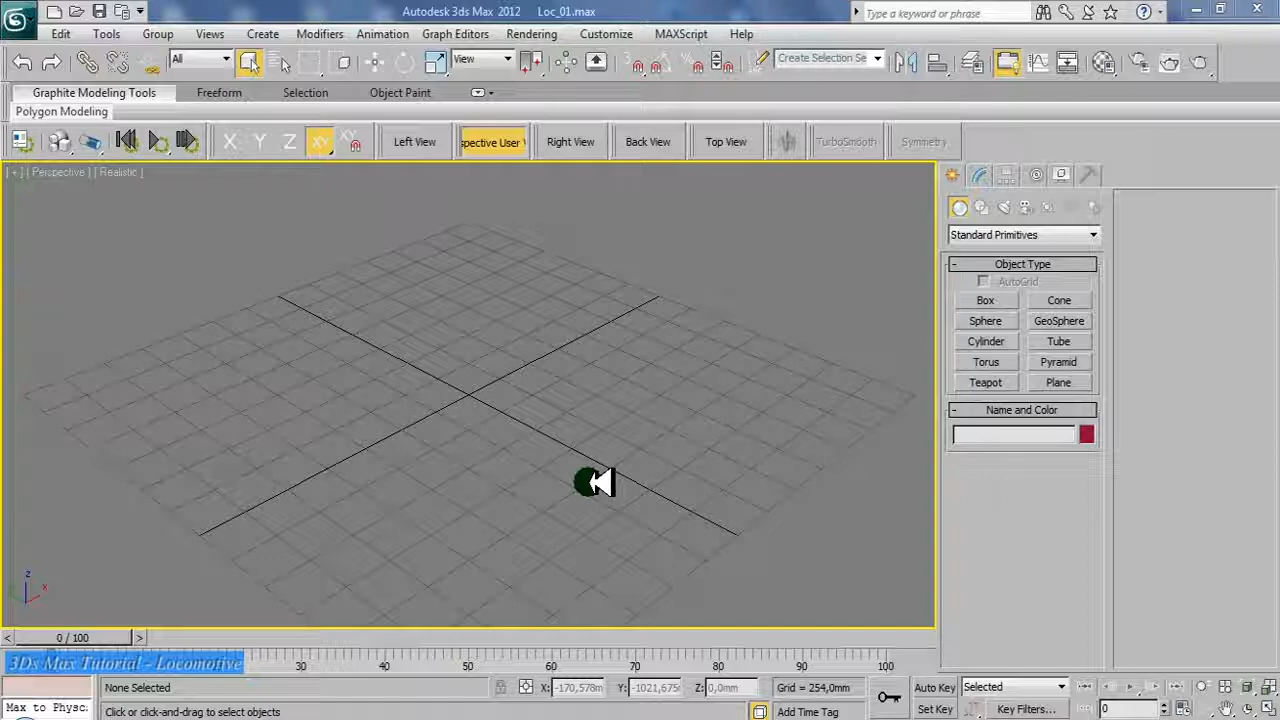 Autodesk 3ds Max 2012 Loc_01.max
Type a keyword or phrase
Edit Tools Group Views Create Modifiers Animation Graph Editors Rendering Customize MAXScript Help
All View Create Selection Se
Graphite Modeling Tools Freeform Selection Object Paint
Polygon Modeling
X Y Z XY XY Left View spective User V Right View Back View Top View TurboSmooth Symmetry
[ + ] [ Perspective ] [ Realistic ]
Standard Primitives
Object Type
AutoGrid
Box Cone
Sphere GeoSphere
Cylinder Tube
Torus Pyramid
Teapot Plane
Name and Color
z
x
0 / 100
3Ds Max Tutorial - Locomotive
30 40 50 60 70 80 90 100
None Selected X: -170,578m Y: -1021,675m Z: 0,0mm Grid = 254,0mm Auto Key Selected
Max to Physc Click or click-and-drag to select objects Add Time Tag Set Key Key Filters... 0